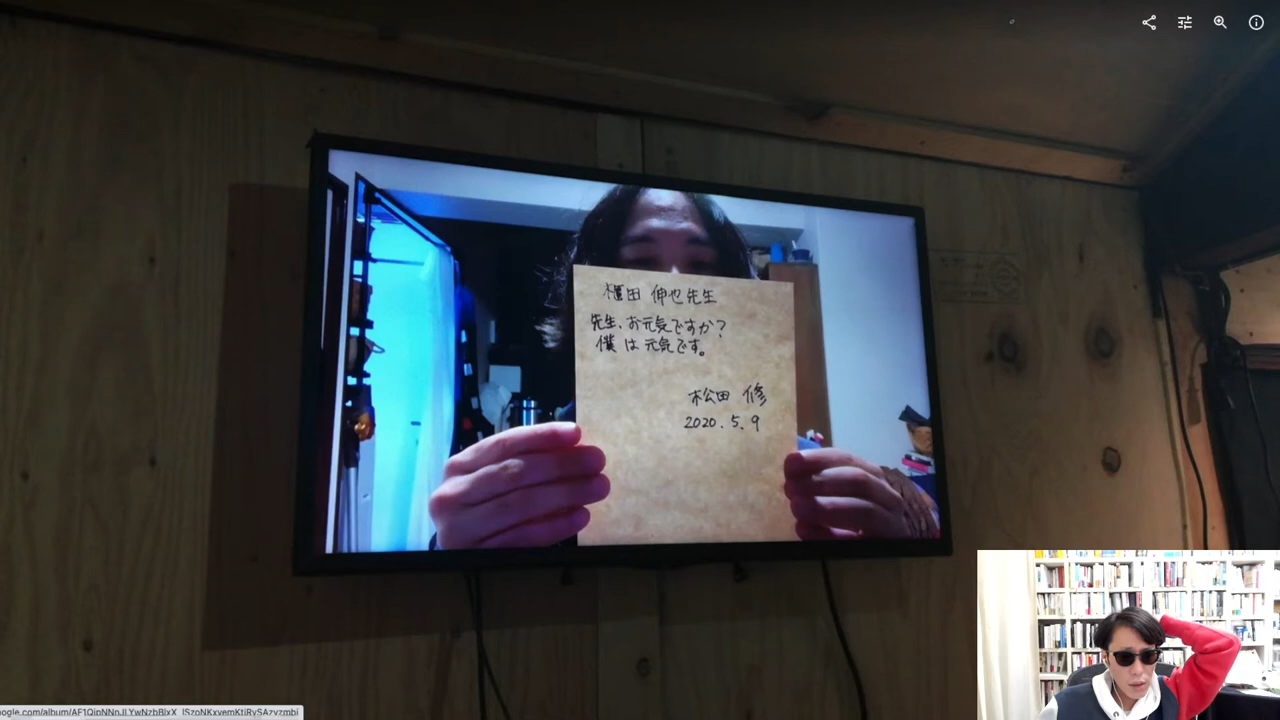 櫃田 伸也先生
先生、お元気ですか?
僕は元気です。
松田 修
2020.5.9